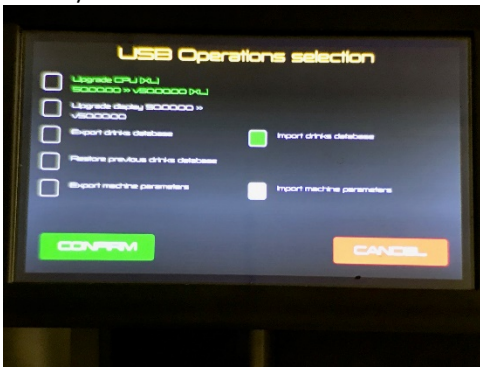 USB Operations selection
Upgrade CPU [XL]
Upgrade display
Export drinks database
Import drinks database
Restore previous drinks database
Export machine parameters
Import machine parameters
CONFIRM
CANCEL